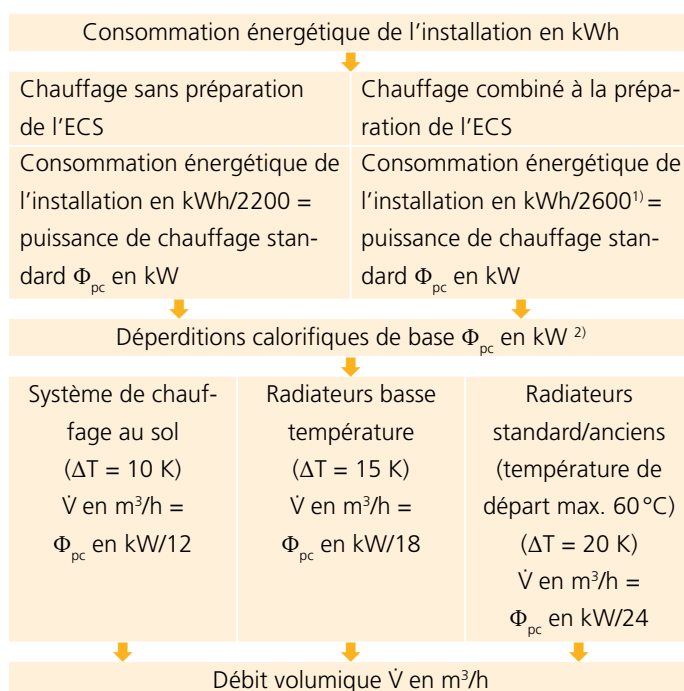 Consommation énergétique de l'installation en kWh
Chauffage sans préparation
de l'ECS
Chauffage combiné à la prépa-
ration de l'ECS
Consommation énergétique de
l'installation en kWh/2200 =
puissance de chauffage stan-
dard Φpc en kW
Consommation énergétique de
l'installation en kWh/2600¹⁾ =
puissance de chauffage stan-
dard Φpc en kW
Déperditions calorifiques de base Φpc en kW ²⁾
Système de chauf-
fage au sol
(ΔT = 10 K)
V̇ en m³/h =
Φpc en kW/12
Radiateurs basse
température
(ΔT = 15 K)
V̇ en m³/h =
Φpc en kW/18
Radiateurs
standard/anciens
(température de
départ max. 60 °C)
(ΔT = 20 K)
V̇ en m³/h =
Φpc en kW/24
Débit volumique V̇ en m³/h